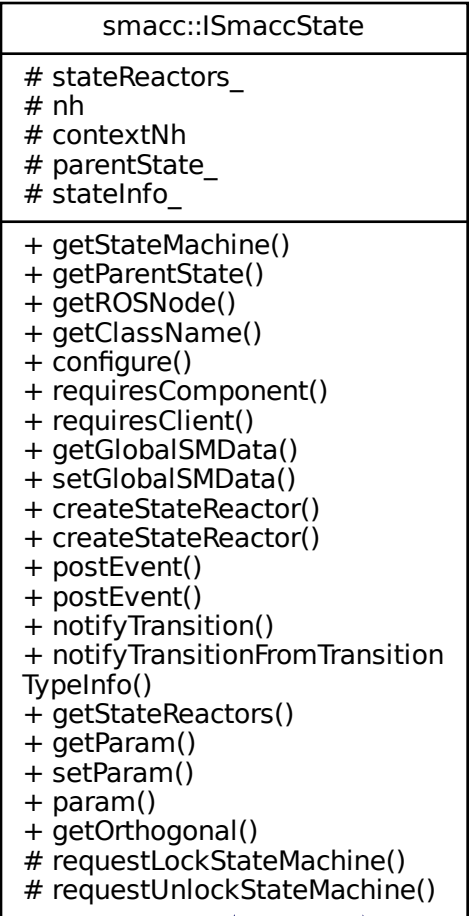 smacc::ISmaccState
# stateReactors_
# nh
# contextNh
# parentState_
# stateInfo_
+ getStateMachine()
+ getParentState()
+ getROSNode()
+ getClassName()
+ configure()
+ requiresComponent()
+ requiresClient()
+ getGlobalSMData()
+ setGlobalSMData()
+ createStateReactor()
+ createStateReactor()
+ postEvent()
+ postEvent()
+ notifyTransition()
+ notifyTransitionFromTransition
TypeInfo()
+ getStateReactors()
+ getParam()
+ setParam()
+ param()
+ getOrthogonal()
# requestLockStateMachine()
# requestUnlockStateMachine()